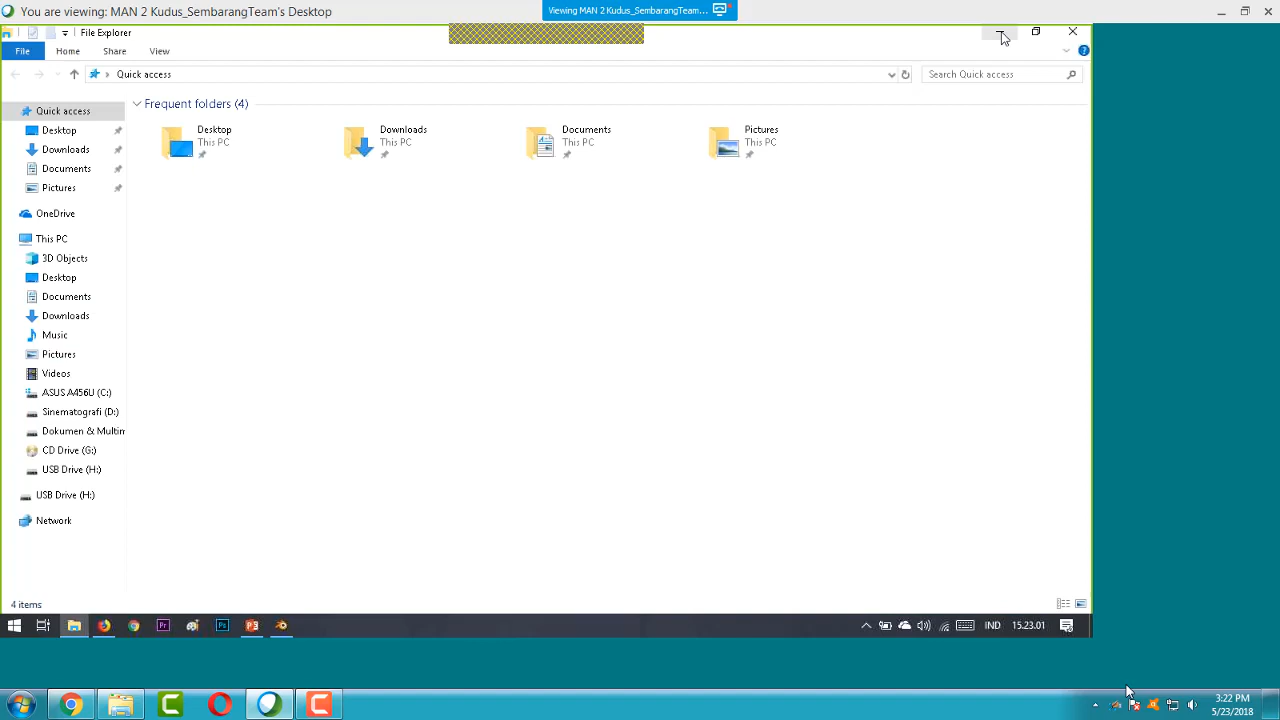 You are viewing: MAN 2 Kudus_SembarangTeam's Desktop
Viewing MAN 2 Kudus_SembarangTeam...
File Explorer
File Home Share View
Quick access
Search Quick access
Quick access
Desktop
Downloads
Documents
Pictures
OneDrive
This PC
3D Objects
Desktop
Documents
Downloads
Music
Pictures
Videos
ASUS A456U (C:)
Sinematografi (D:)
Dokumen & Multim
CD Drive (G:)
USB Drive (H:)
USB Drive (H:)
Network
Frequent folders (4)
Desktop
This PC
Downloads
This PC
Documents
This PC
Pictures
This PC
4 items
Pr
Ps
IND 15.23.01
3:22 PM
5/23/2018